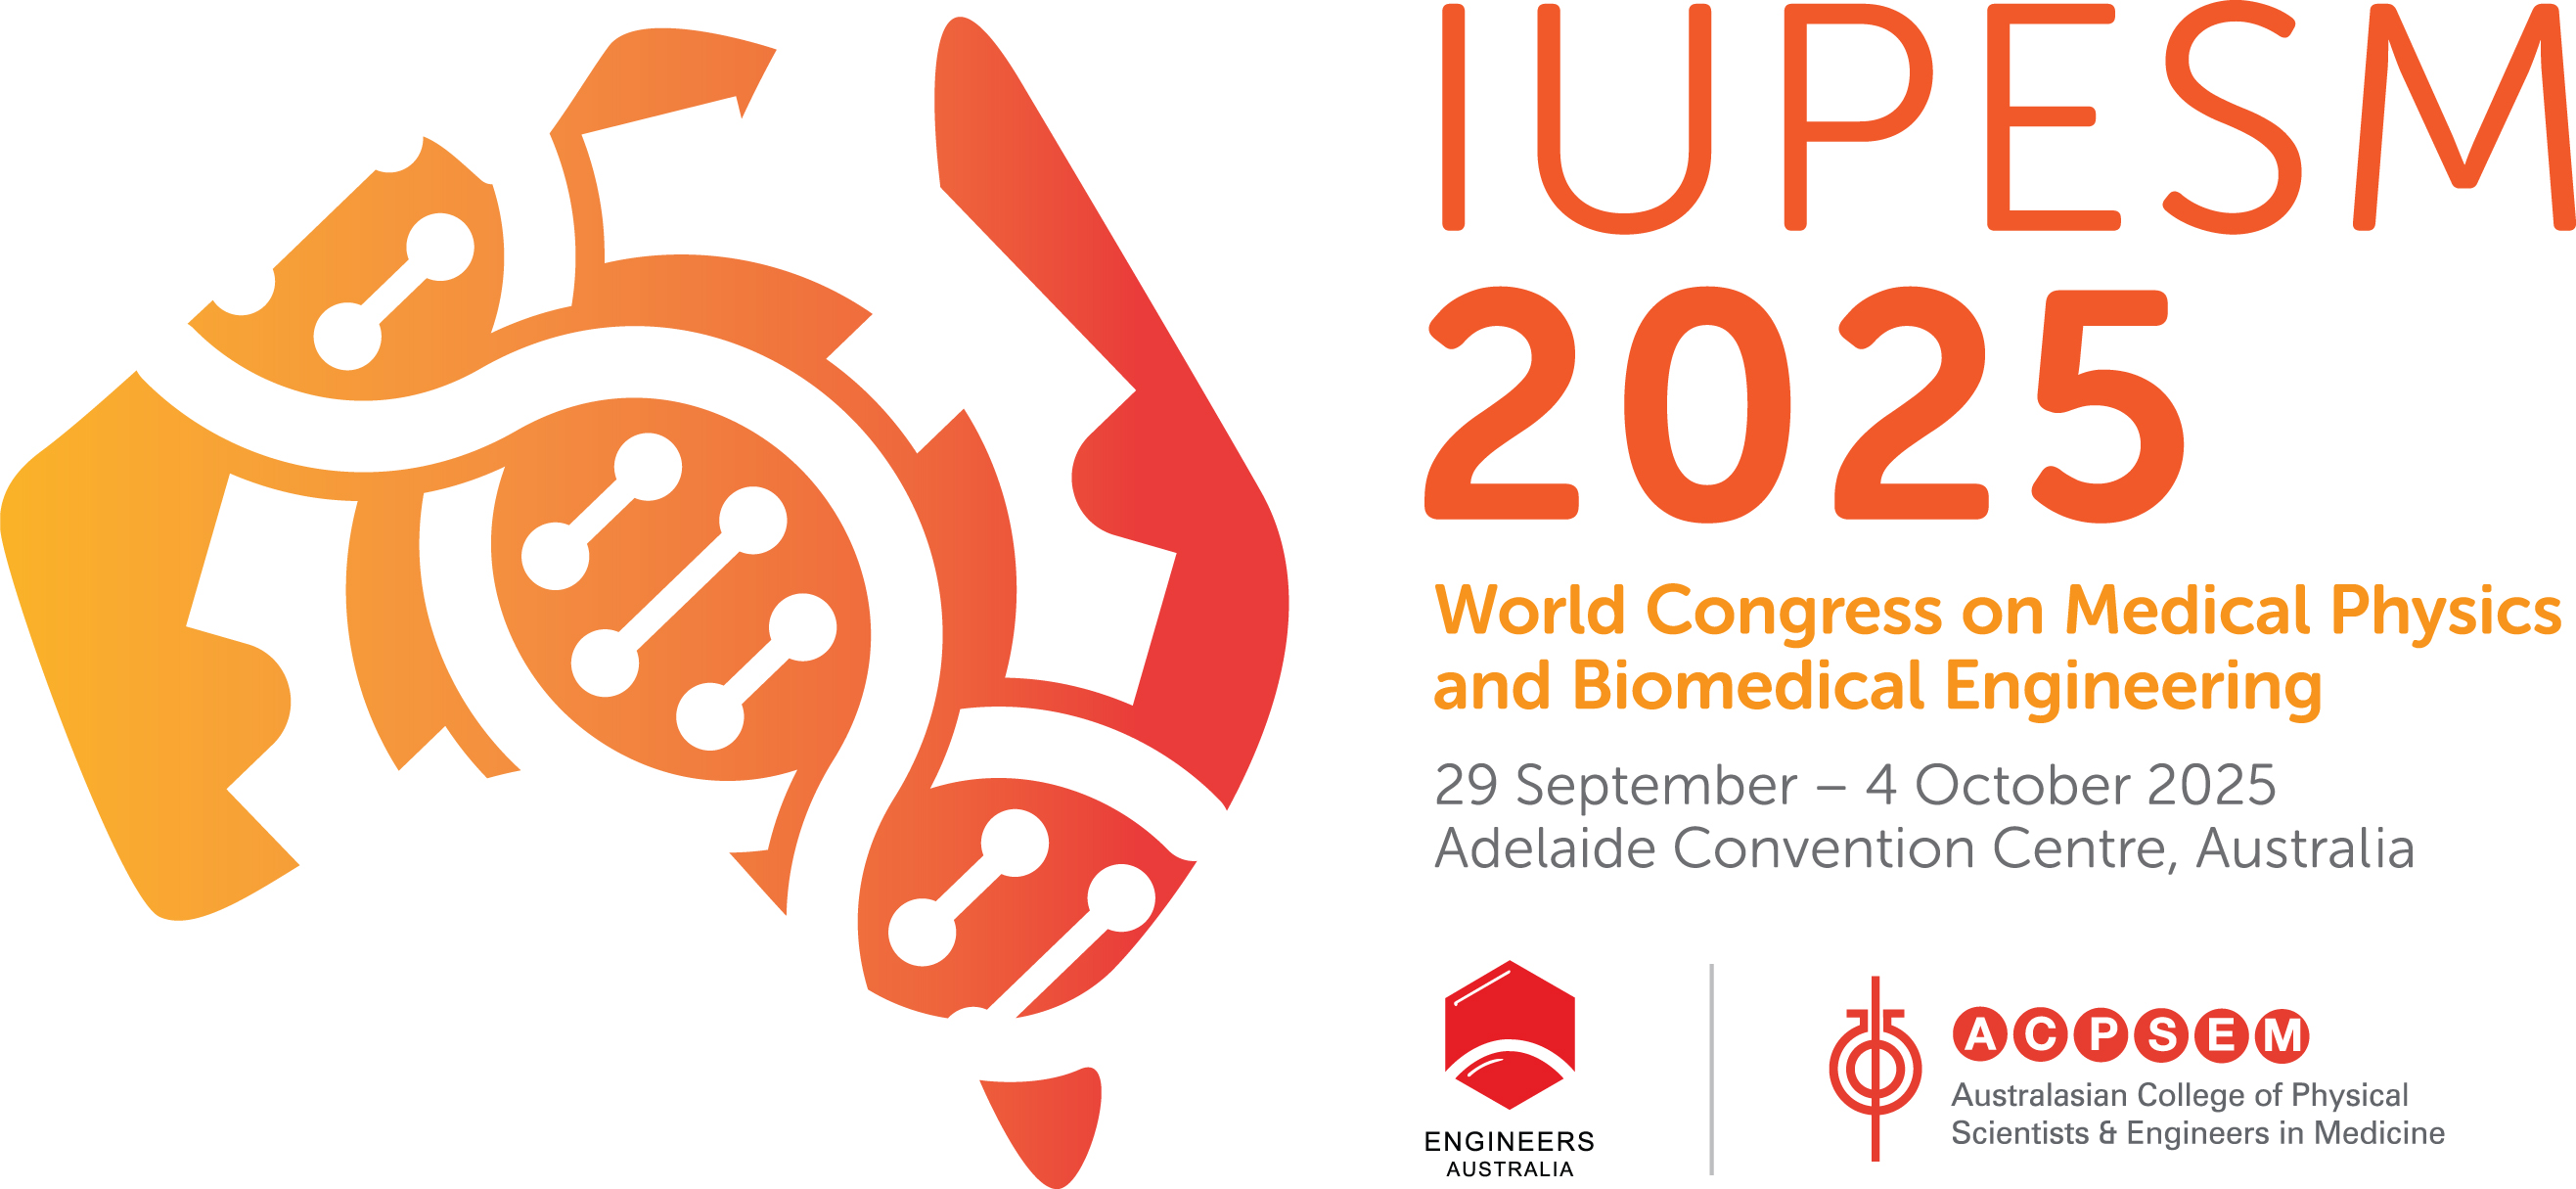 IUPESM
2025
World Congress on Medical Physics
and Biomedical Engineering
29 September – 4 October 2025
Adelaide Convention Centre, Australia
ENGINEERS
AUSTRALIA
ACPSEM
Australasian College of Physical
Scientists & Engineers in Medicine